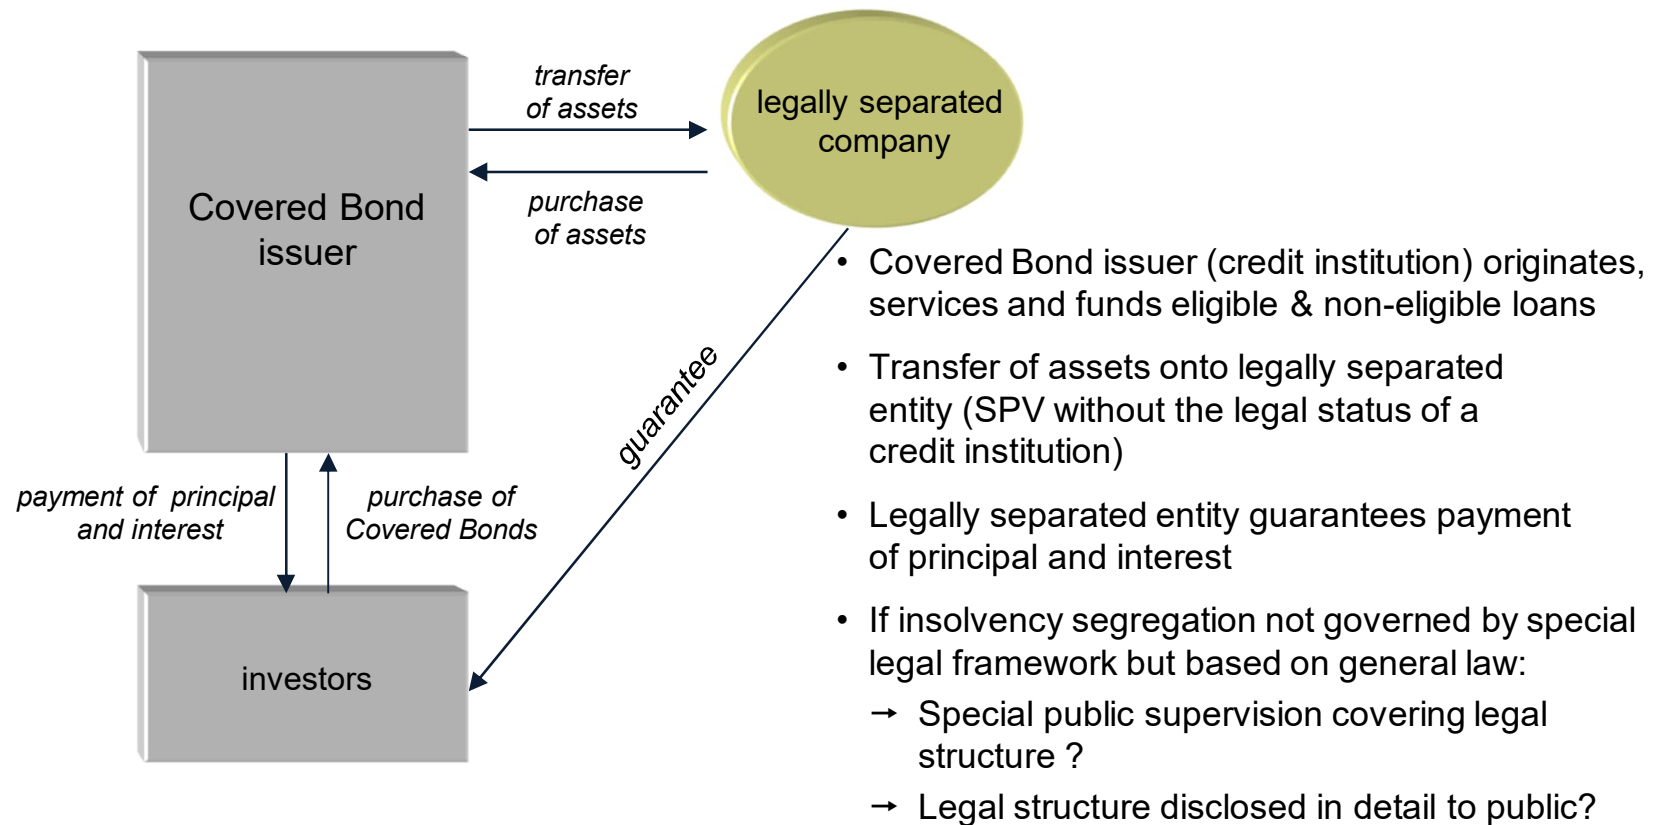 transfer
of assets
legally separated
company
Covered Bond
issuer
purchase
of assets
guarantee
payment of principal
and interest
purchase of
Covered Bonds
investors
• Covered Bond issuer (credit institution) originates,
services and funds eligible & non-eligible loans
• Transfer of assets onto legally separated
entity (SPV without the legal status of a
credit institution)
• Legally separated entity guarantees payment
of principal and interest
• If insolvency segregation not governed by special
legal framework but based on general law:
→ Special public supervision covering legal
structure ?
→ Legal structure disclosed in detail to public?